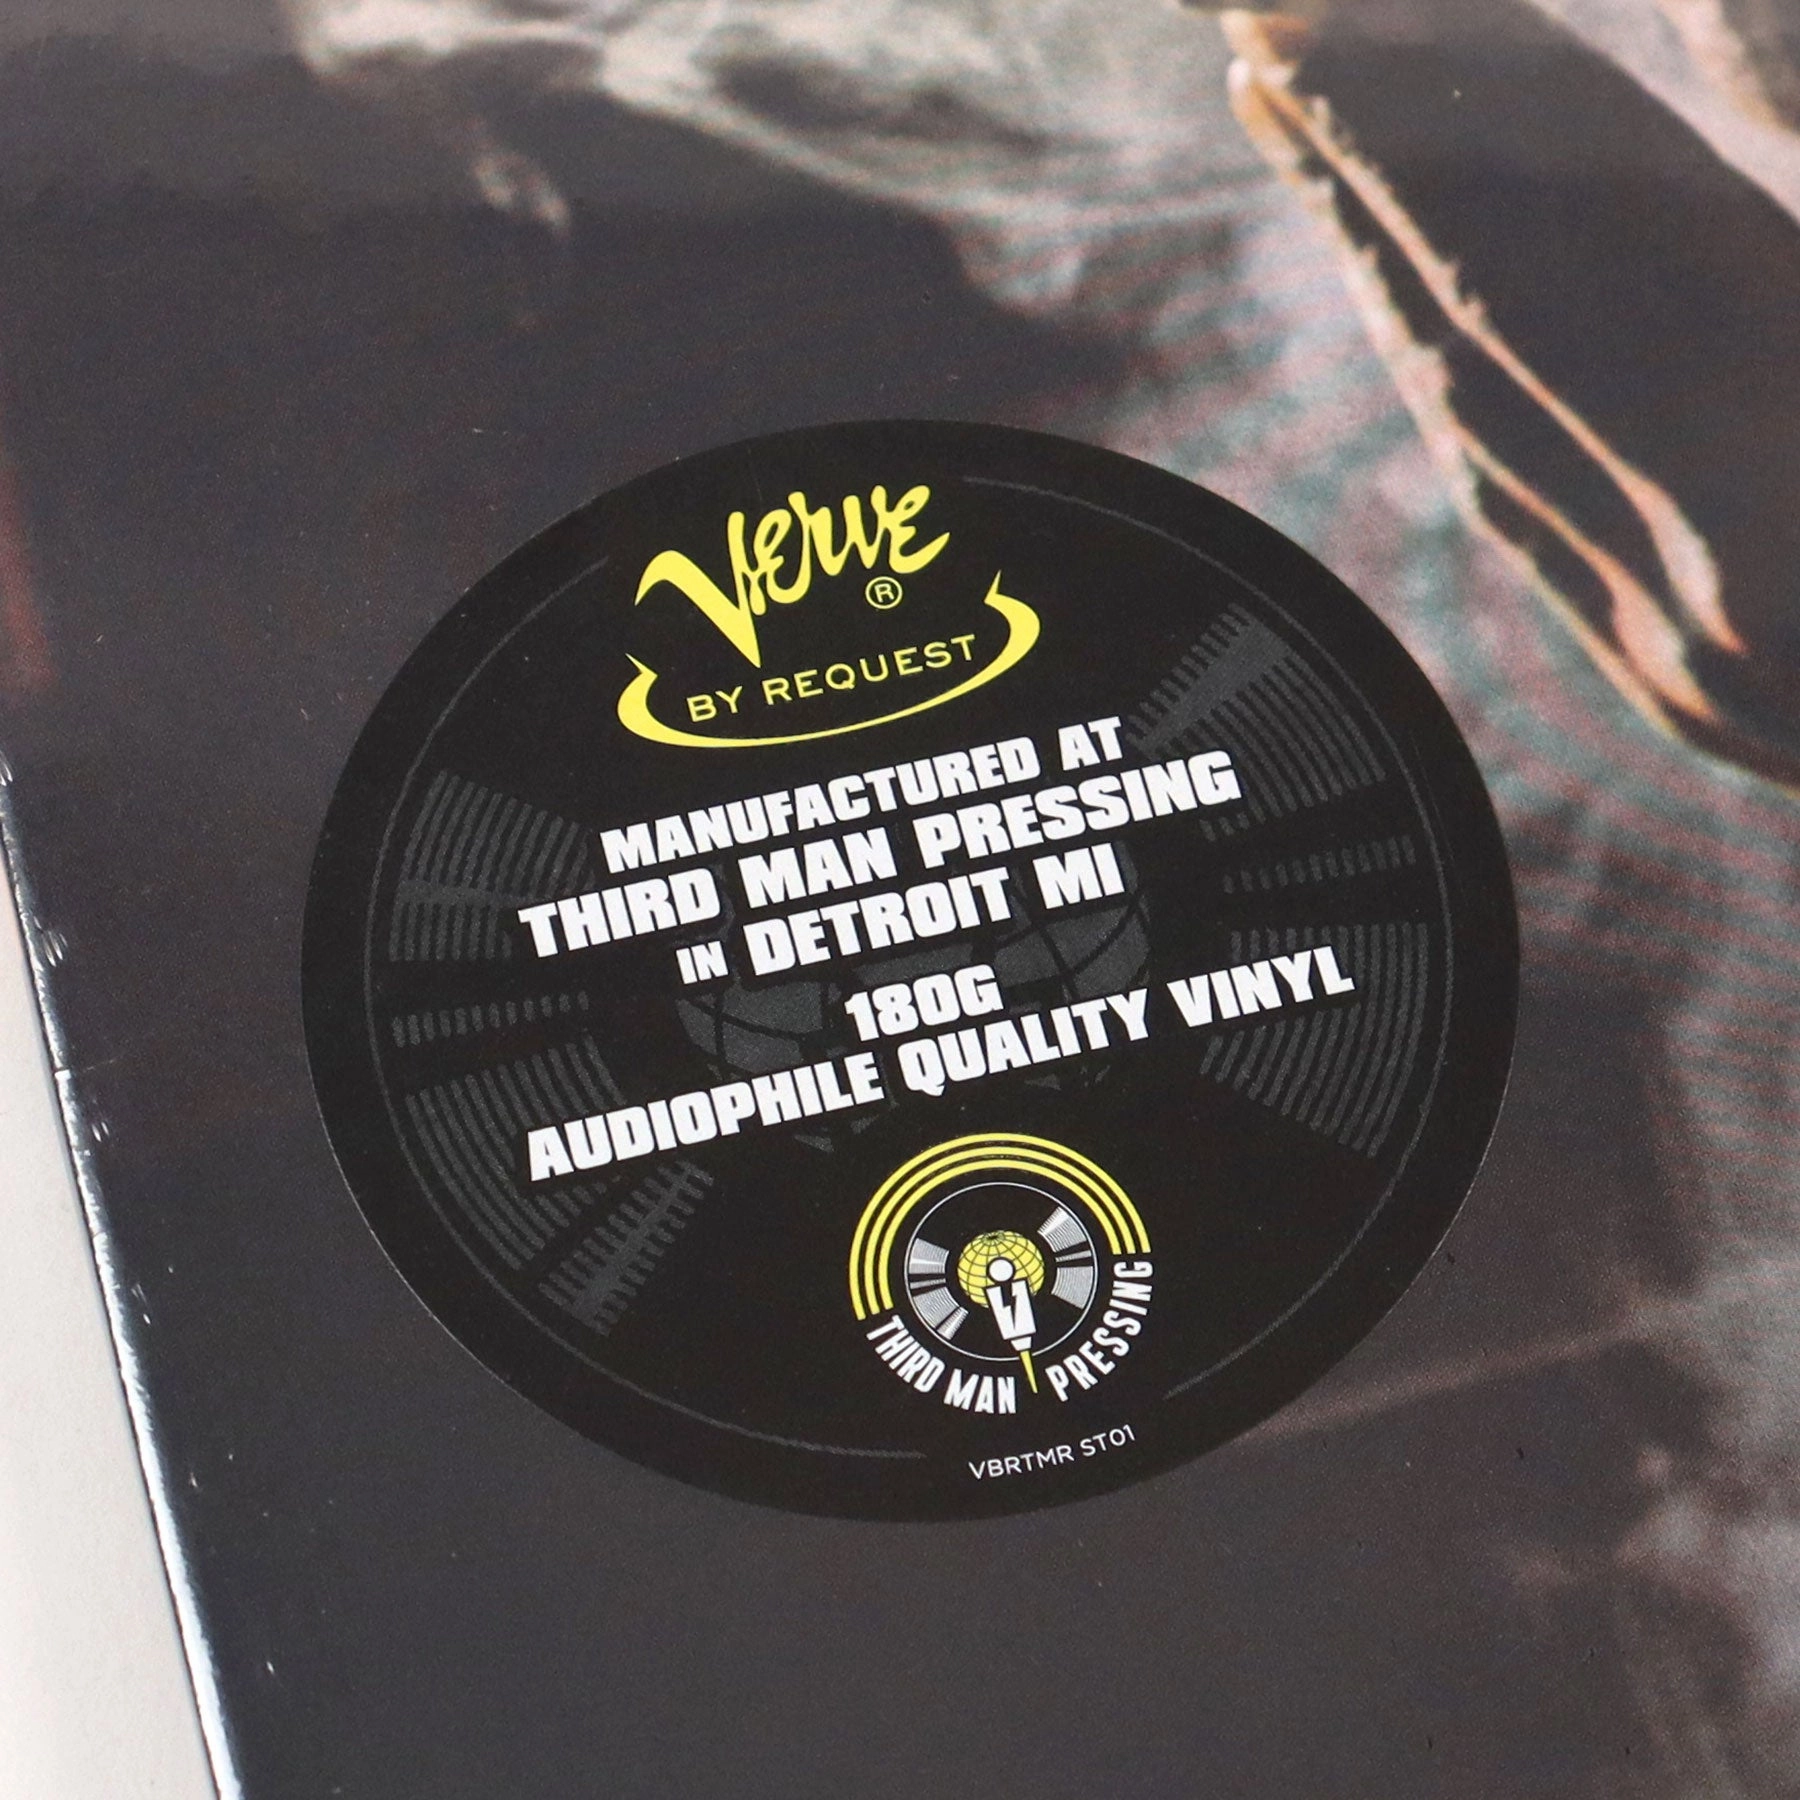 Verve
®
BY REQUEST
MANUFACTURED AT
THIRD MAN PRESSING
IN DETROIT MI
180G
AUDIOPHILE QUALITY VINYL
THIRD MAN PRESSING
VBRTMR ST01